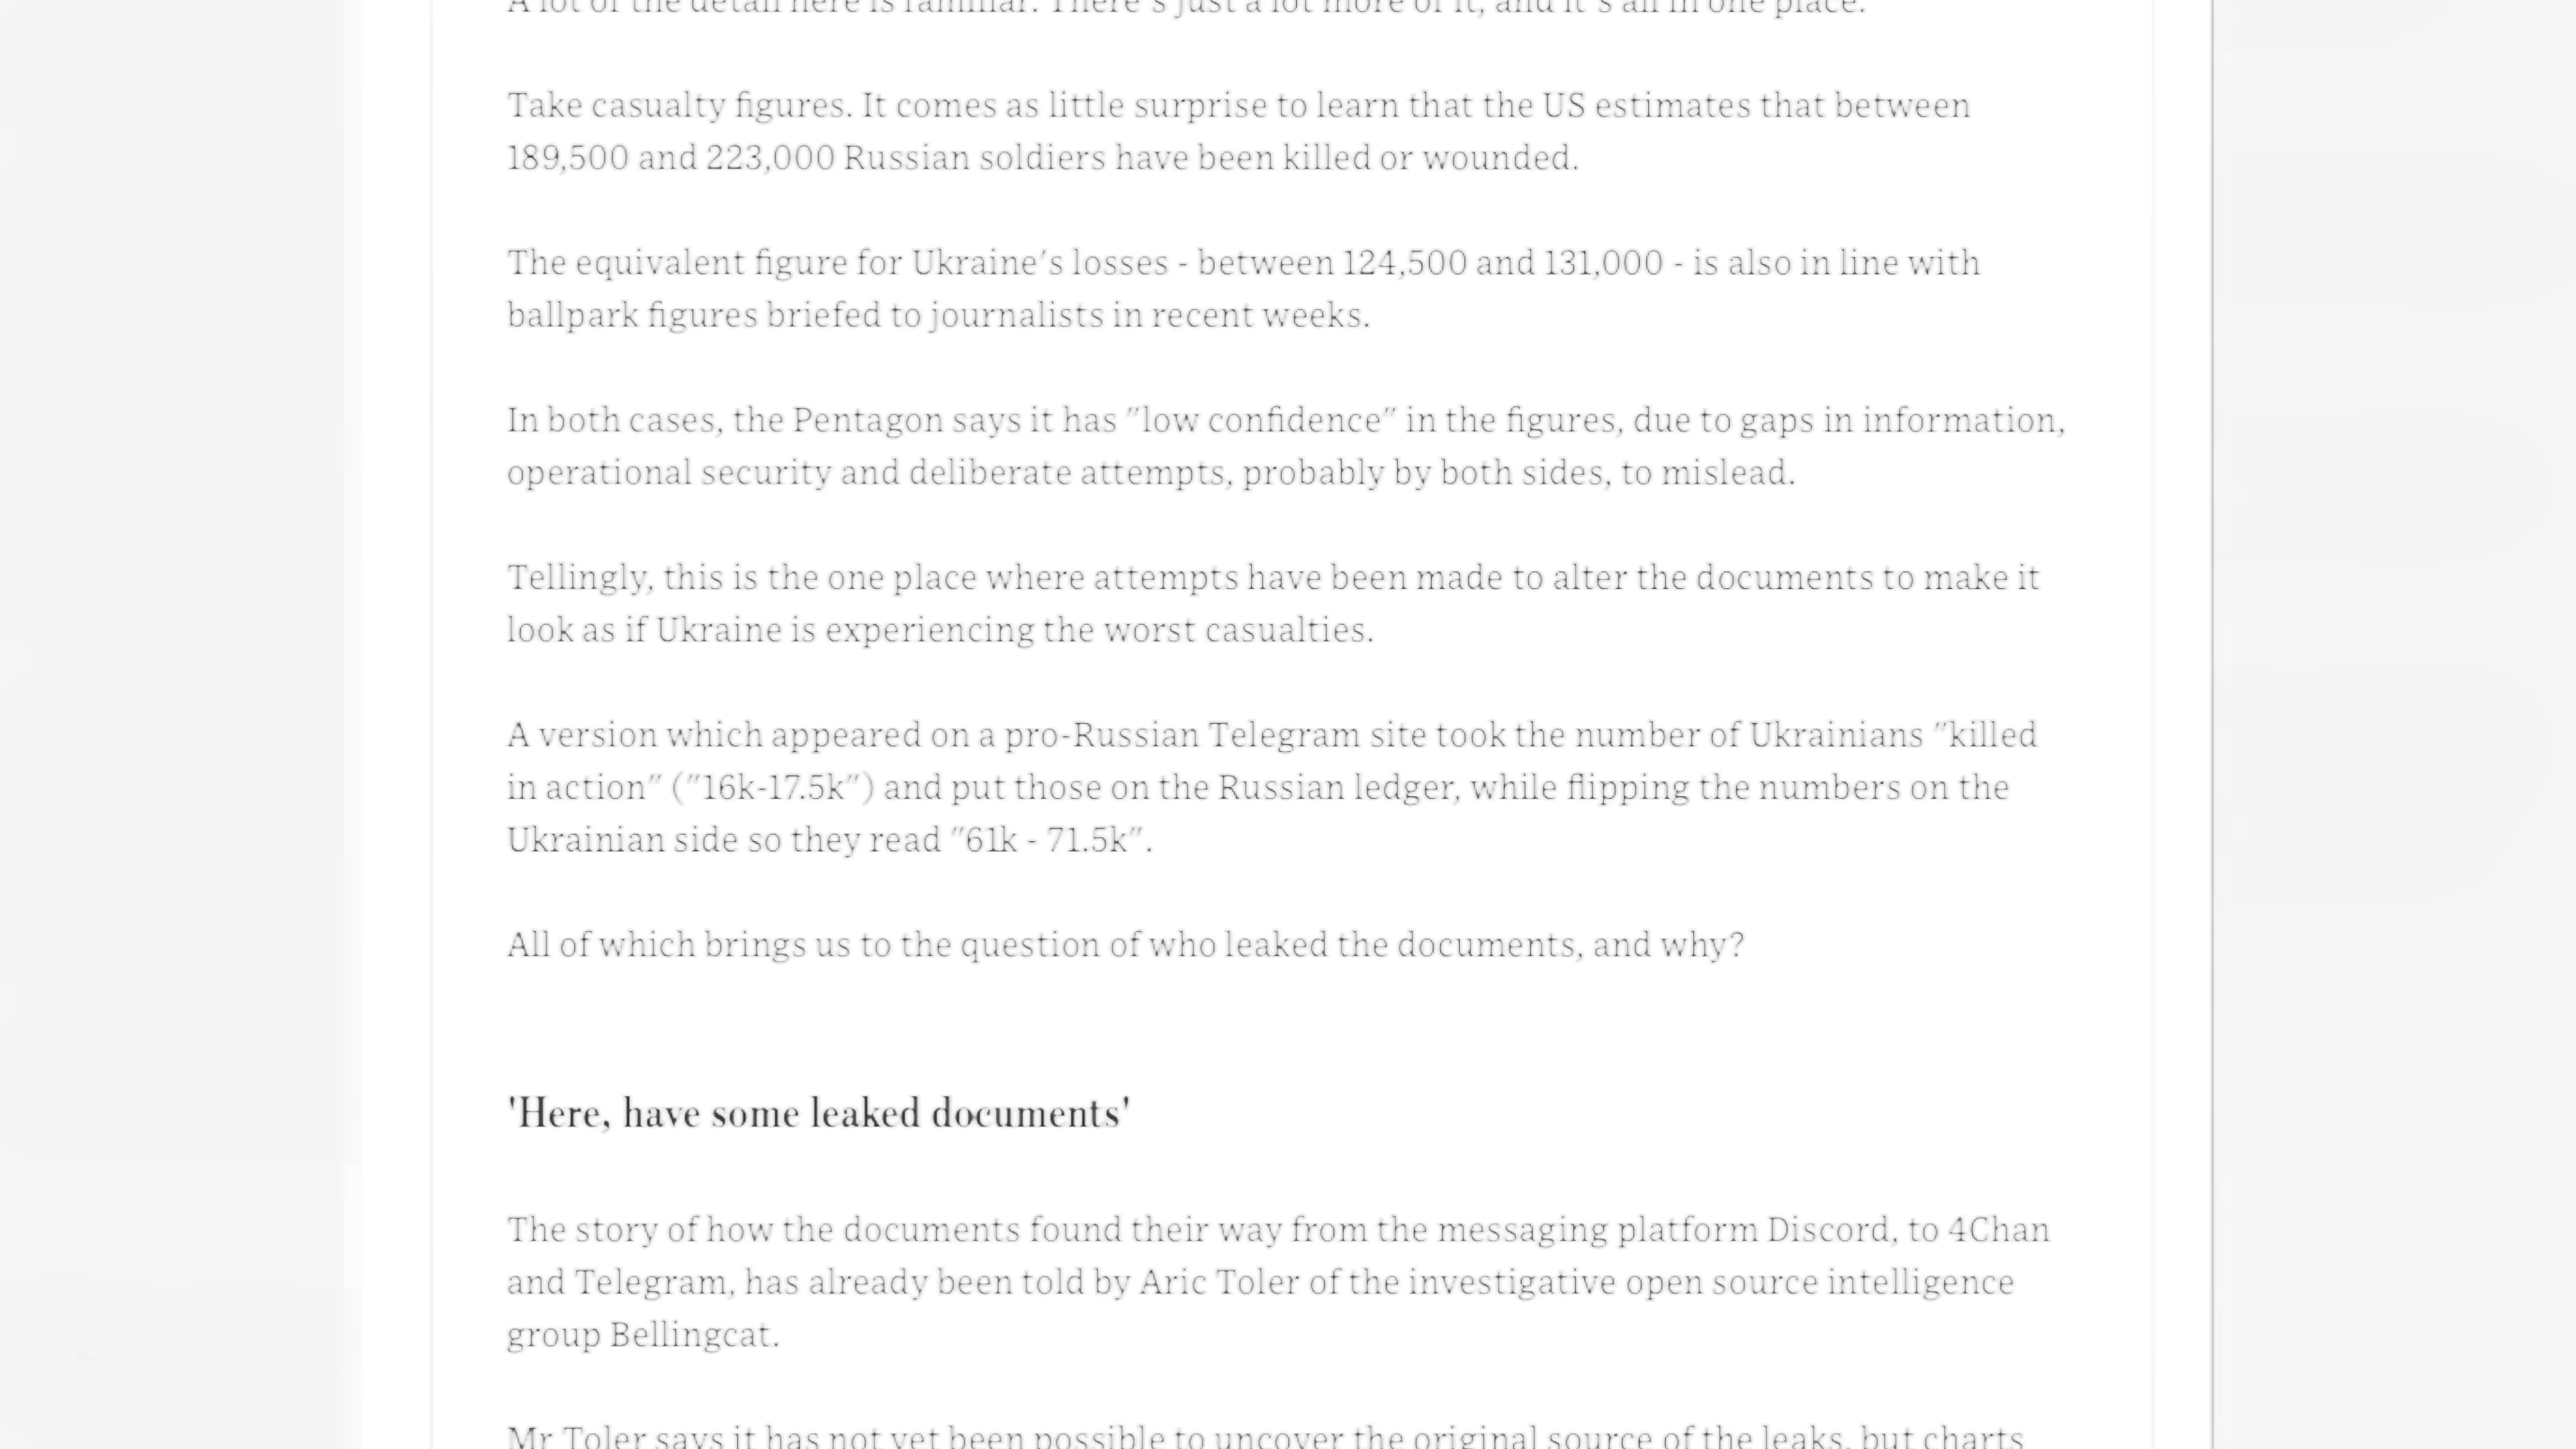 A lot of the detail here is familiar. There's just a lot more of it, and it's all in one place.
Take casualty figures. It comes as little surprise to learn that the US estimates that between
189,500 and 223,000 Russian soldiers have been killed or wounded.
The equivalent figure for Ukraine's losses - between 124,500 and 131,000 - is also in line with
ballpark figures briefed to journalists in recent weeks.
In both cases, the Pentagon says it has "low confidence" in the figures, due to gaps in information,
operational security and deliberate attempts, probably by both sides, to mislead.
Tellingly, this is the one place where attempts have been made to alter the documents to make it
look as if Ukraine is experiencing the worst casualties.
A version which appeared on a pro-Russian Telegram site took the number of Ukrainians "killed
in action" ("16k-17.5k") and put those on the Russian ledger, while flipping the numbers on the
Ukrainian side so they read "61k - 71.5k".
All of which brings us to the question of who leaked the documents, and why?
'Here, have some leaked documents'
The story of how the documents found their way from the messaging platform Discord, to 4Chan
and Telegram, has already been told by Aric Toler of the investigative open source intelligence
group Bellingcat.
Mr Toler says it has not yet been possible to uncover the original source of the leaks, but charts